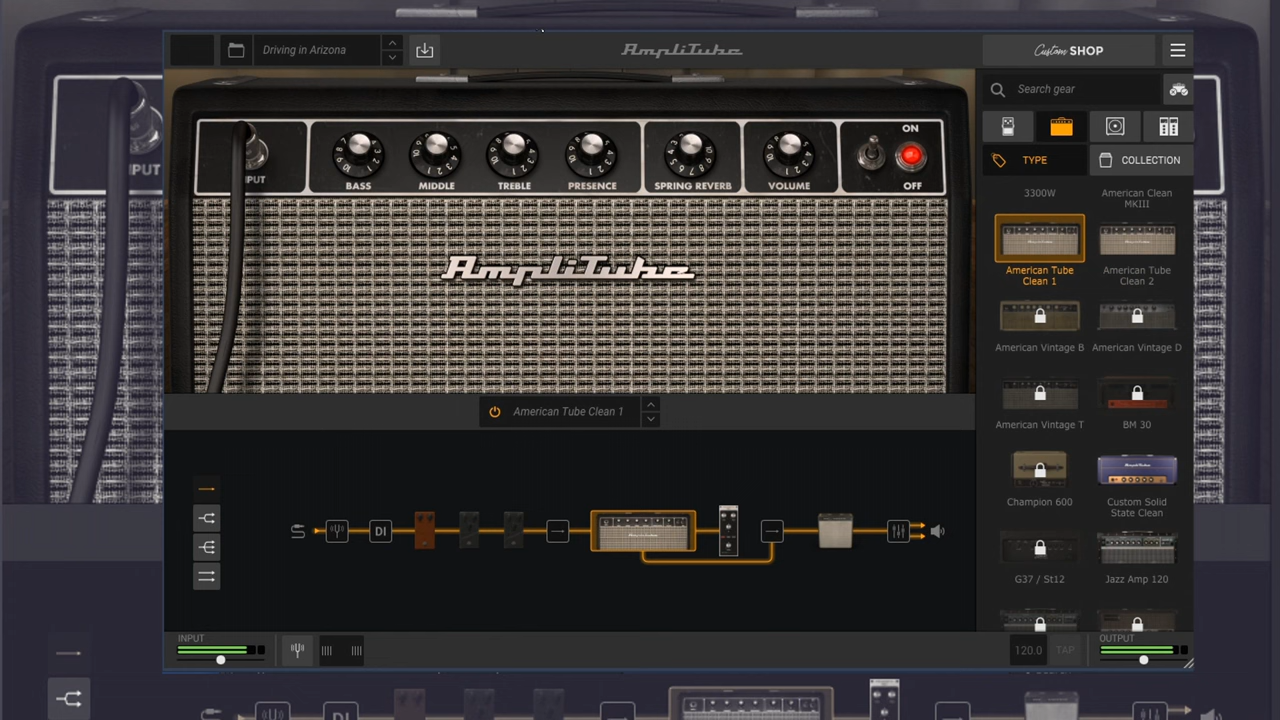 Driving in Arizona
AmpliTube
Custom SHOP
Search gear
TYPE
COLLECTION
INPUT
BASS
MIDDLE
TREBLE
PRESENCE
SPRING REVERB
VOLUME
ON
OFF
AmpliTube
3300W
American Clean
MKIII
American Tube
Clean 1
American Tube
Clean 2
American Vintage B
American Vintage D
American Vintage T
BM 30
Champion 600
Custom Solid
State Clean
G37 / St12
Jazz Amp 120
American Tube Clean 1
DI
INPUT
120.0
TAP
OUTPUT
PUT
DI